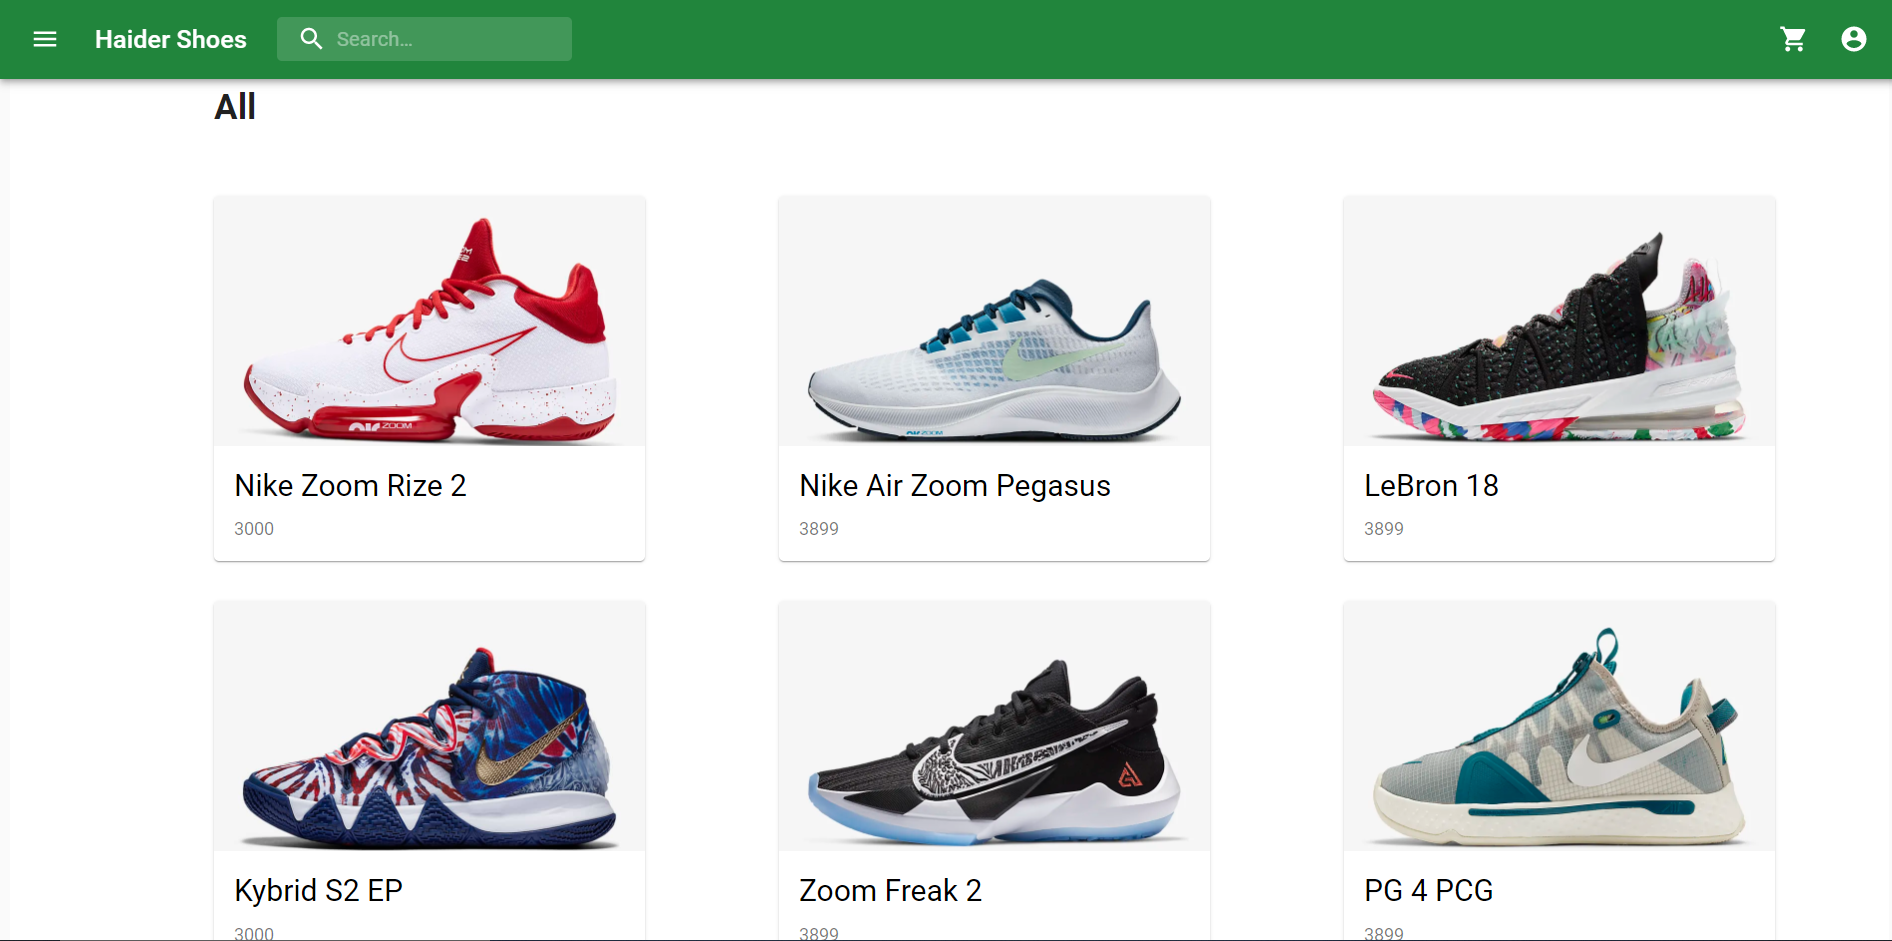 Haider Shoes
Search...
All
ZOOM
Nike Zoom Rize 2
Nike Air Zoom Pegasus
LeBron 18
3000
3899
3899
Kybrid S2 EP
Zoom Freak 2
PG 4 PCG
3000
3899
3899